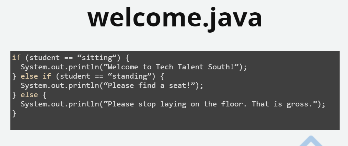 welcome.java
if (student == “sitting”) {
  System.out.println(“Welcome to Tech Talent South!”);
} else if (student == “standing”) {
  System.out.println(“Please find a seat!”);
} else {
  System.out.println(“Please stop laying on the floor. That is gross.”);
}